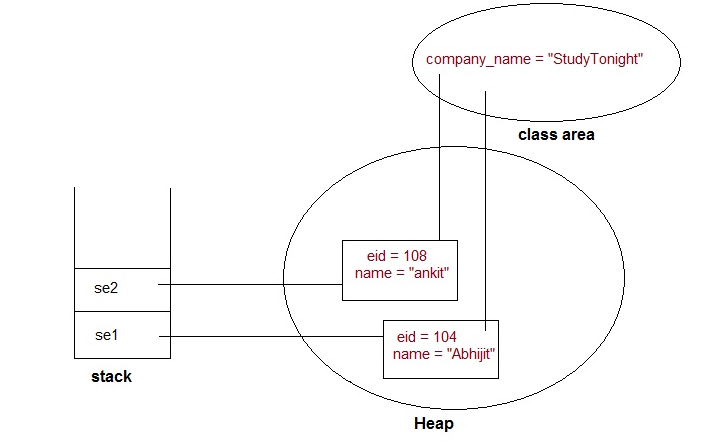 company_name = "StudyTonight"
class area
eid = 108
name = "ankit"
se2
se1
eid = 104
name = "Abhijit"
stack
Heap